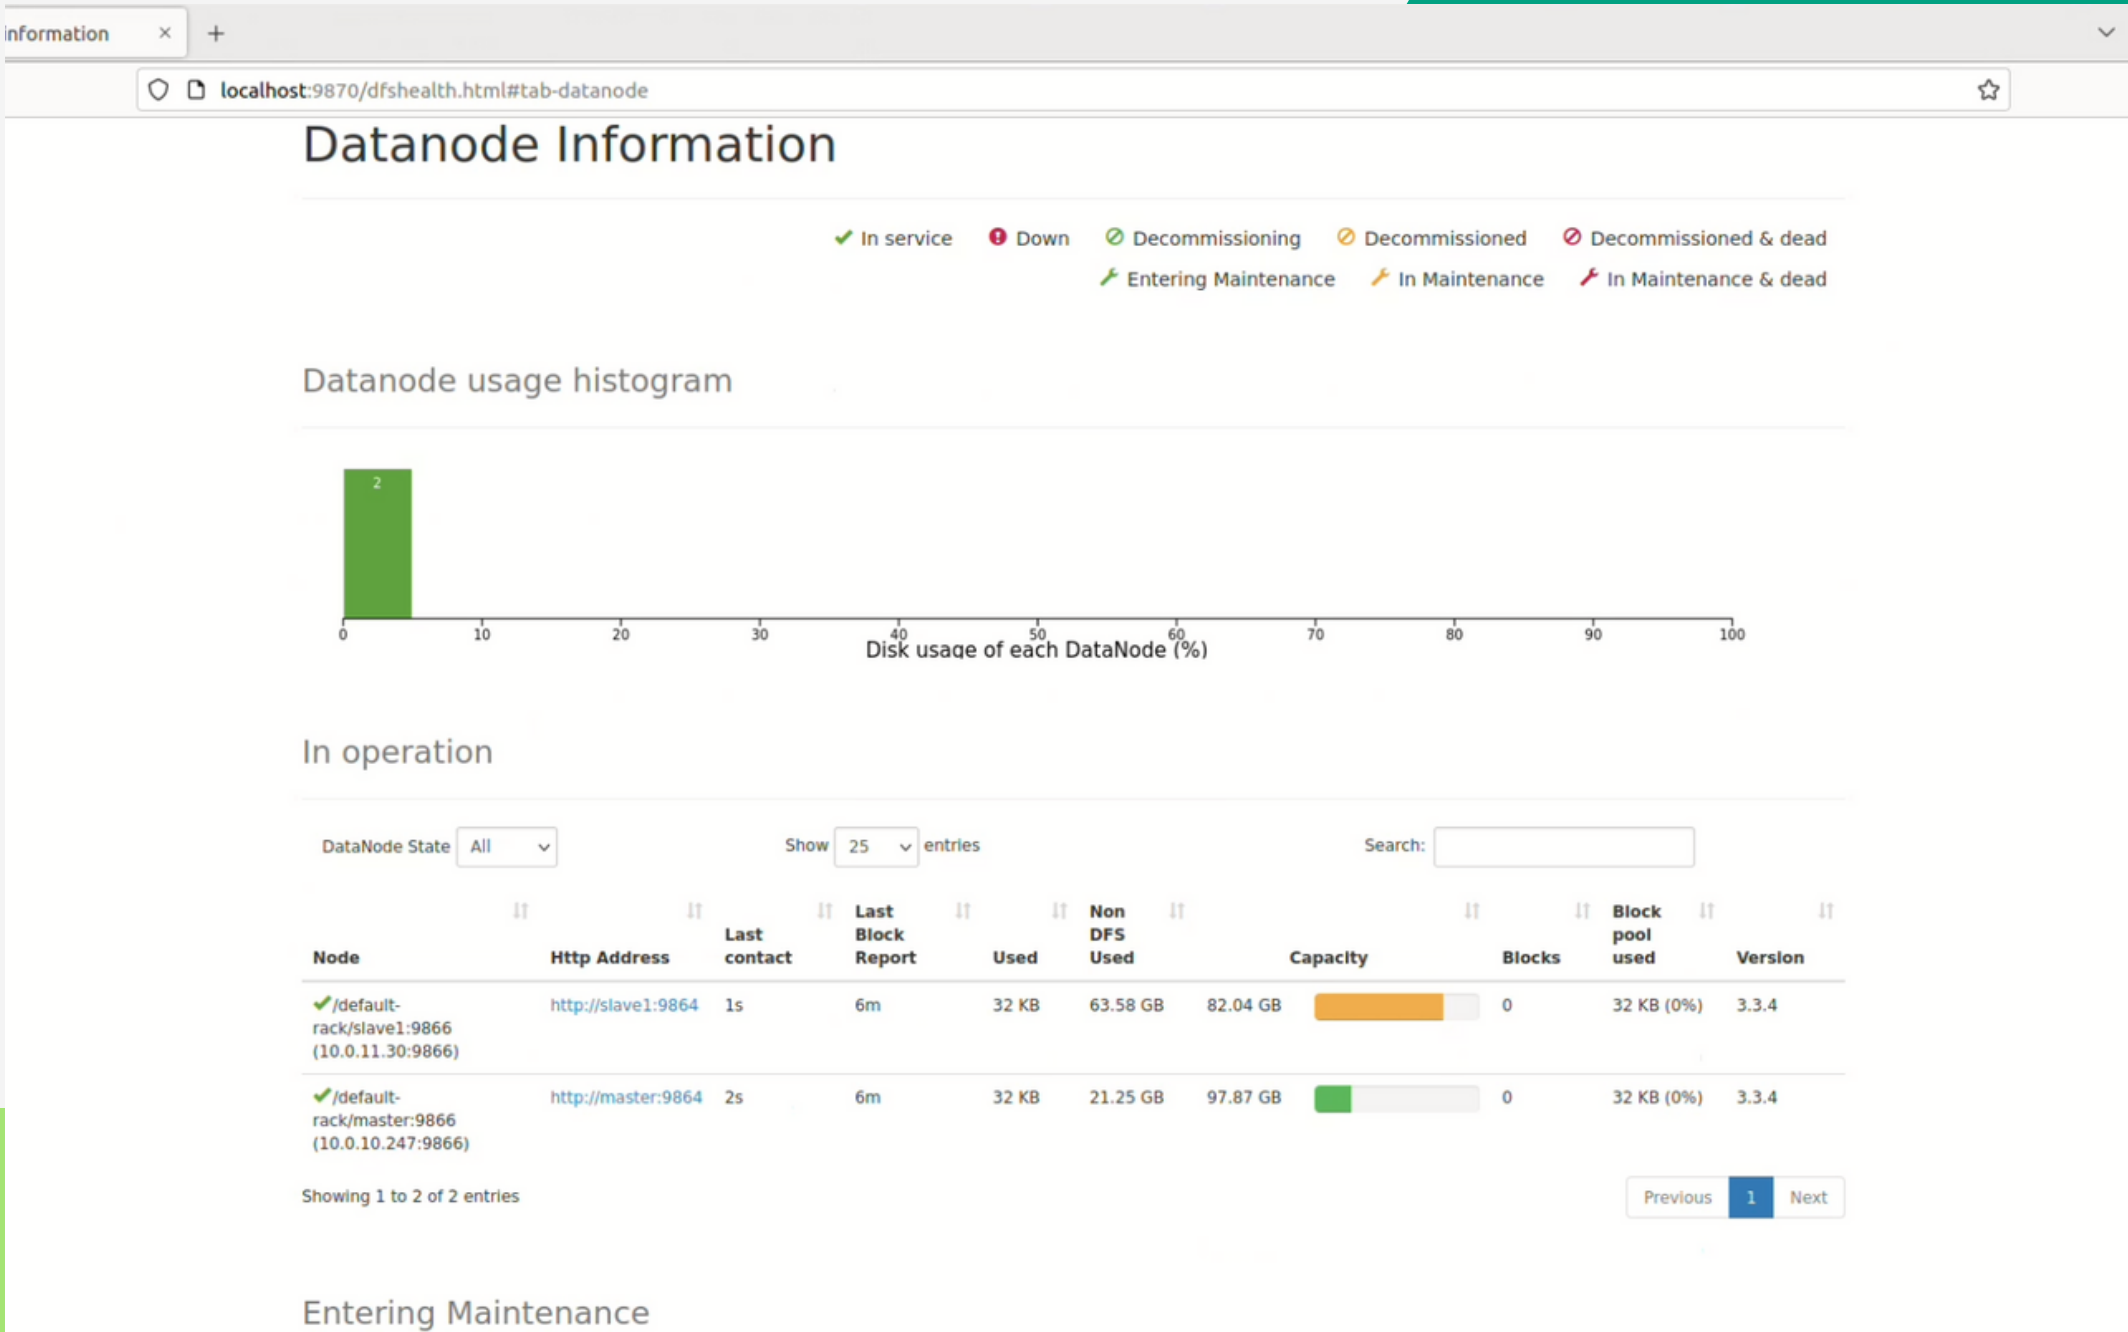 information × +
localhost:9870/dfshealth.html#tab-datanode
Datanode Information
In service Down Decommissioning Decommissioned Decommissioned & dead
Entering Maintenance In Maintenance In Maintenance & dead
Datanode usage histogram
2
0 10 20 30 40 50 60 70 80 90 100
Disk usage of each DataNode (%)
In operation
DataNode State All Show 25 entries Search:
Node Http Address Last contact Last Block Report Used Non DFS Used Capacity Blocks Block pool used Version
/default-rack/slave1:9866 (10.0.11.30:9866) http://slave1:9864 1s 6m 32 KB 63.58 GB 82.04 GB 0 32 KB (0%) 3.3.4
/default-rack/master:9866 (10.0.10.247:9866) http://master:9864 2s 6m 32 KB 21.25 GB 97.87 GB 0 32 KB (0%) 3.3.4
Showing 1 to 2 of 2 entries Previous 1 Next
Entering Maintenance